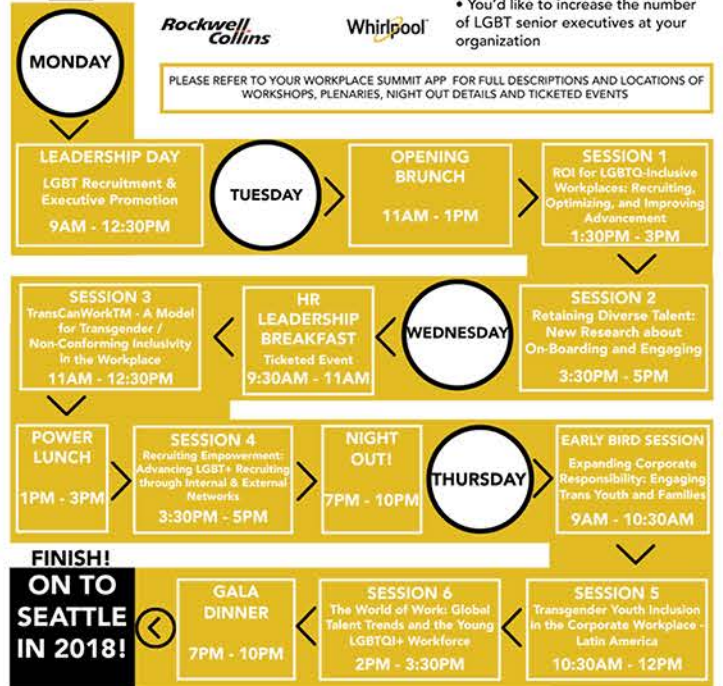 • You'd like to increase the number
of LGBT senior executives at your
organization
Rockwell
Collins
Whirlpool
PLEASE REFER TO YOUR WORKPLACE SUMMIT APP FOR FULL DESCRIPTIONS AND LOCATIONS OF
WORKSHOPS, PLENARIES, NIGHT OUT DETAILS AND TICKETED EVENTS
MONDAY
LEADERSHIP DAY
LGBT Recruitment &
Executive Promotion
9AM - 12:30PM
TUESDAY
OPENING
BRUNCH
11AM - 1PM
SESSION 1
ROI for LGBTQ-Inclusive
Workplaces: Recruiting,
Optimizing, and Improving
Advancement
1:30PM - 3PM
SESSION 2
Retaining Diverse Talent:
New Research about
On-Boarding and Engaging
3:30PM - 5PM
WEDNESDAY
HR
LEADERSHIP
BREAKFAST
Ticketed Event
9:30AM - 11AM
SESSION 3
TransCanWorkTM - A Model
for Transgender /
Non-Conforming Inclusivity
in the Workplace
11AM - 12:30PM
POWER
LUNCH
1PM - 3PM
SESSION 4
Recruiting Empowerment:
Advancing LGBT+ Recruiting
through Internal & External
Networks
3:30PM - 5PM
NIGHT
OUT!
7PM - 10PM
THURSDAY
EARLY BIRD SESSION
Expanding Corporate
Responsibility: Engaging
Trans Youth and Families
9AM - 10:30AM
SESSION 5
Transgender Youth Inclusion
in the Corporate Workplace -
Latin America
10:30AM - 12PM
SESSION 6
The World of Work: Global
Talent Trends and the Young
LGBTQI+ Workforce
2PM - 3:30PM
GALA
DINNER
7PM - 10PM
FINISH!
ON TO
SEATTLE
IN 2018!